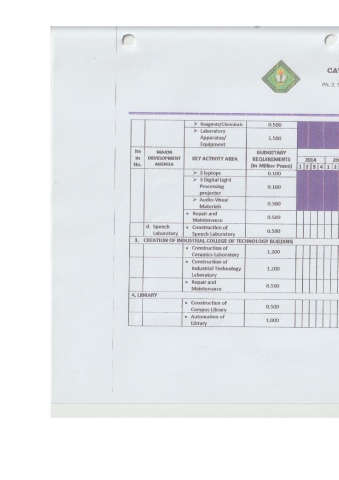 CA
➢ Reagents/Chemicals 0.500
➢ Laboratory
Apparatus/ 1.500
Equipment
Ite
m
No.
MAJOR
DEVELOPMENT
AGENDA
KEY ACTIVITY AREA
BUDGETARY
REQUIREMENTS
(In Million Pesos)
2014 20
1 2 3 4 1 2
➢ 3 laptops 0.100
➢ 3 Digital Light
Processing 0.100
projector
➢ Audio-Visual
Materials 0.500
• Repair and
Maintenance 0.500
d. Speech
Laboratory
• Construction of
Speech Laboratory 0.500
3. CREATION OF INDUSTRIAL COLLEGE OF TECHNOLOGY BUILDING
• Construction of
Ceramics Laboratory 1.200
• Construction of
Industrial Technology 1.200
Laboratory
• Repair and
Maintenance 0.500
4. LIBRARY
• Construction of
Campus Library 0.500
• Automation of
Library 1.000